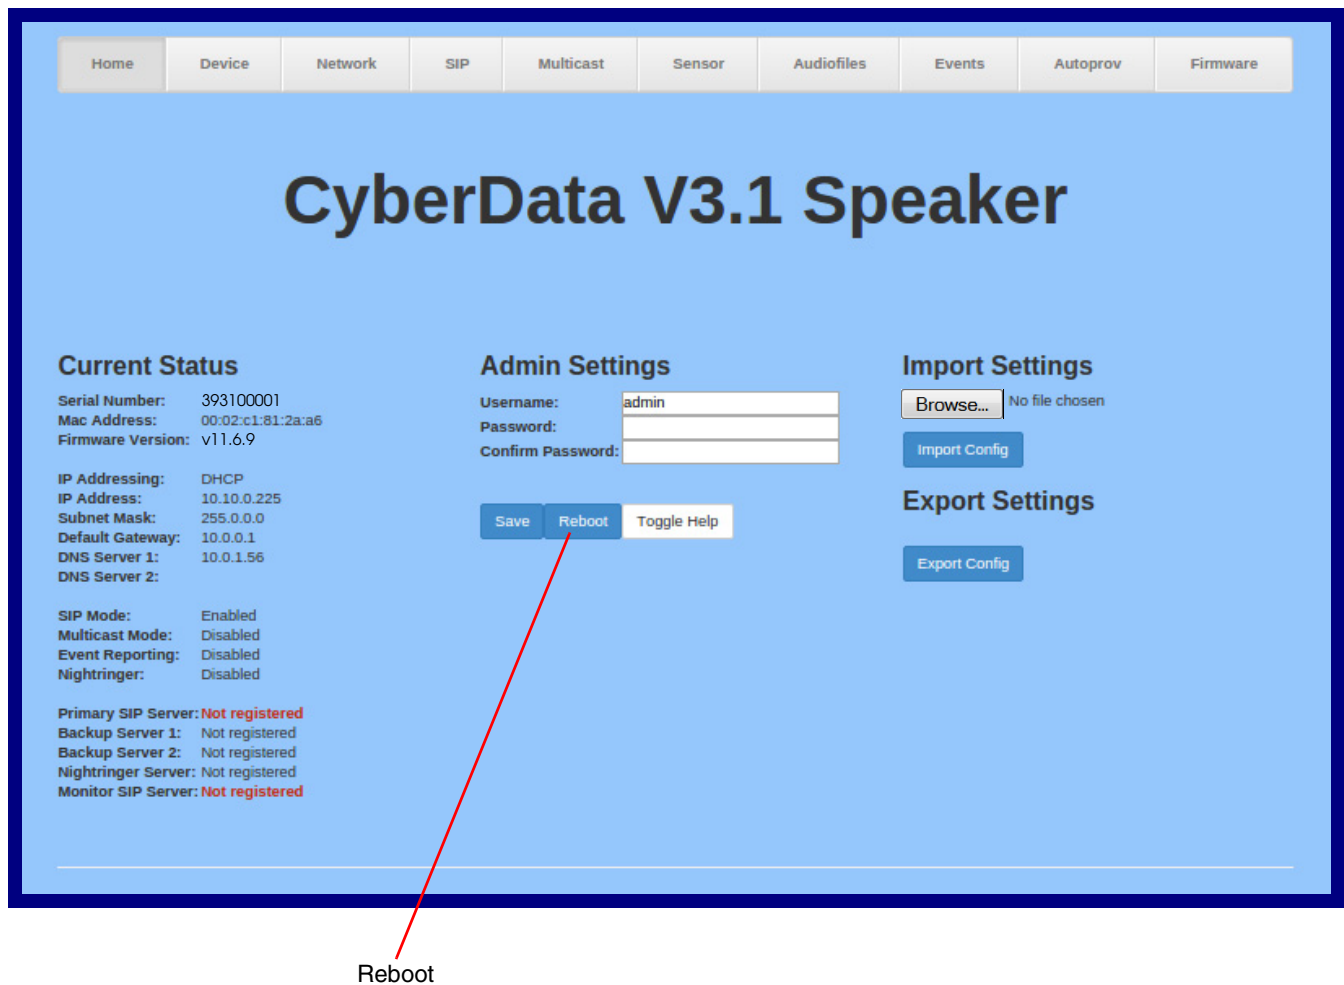 Home Device Network SIP Multicast Sensor Audiofiles Events Autoprov Firmware
CyberData V3.1 Speaker
Current Status
Serial Number: 393100001
Mac Address: 00:02:c1:81:2a:a6
Firmware Version: v11.6.9
IP Addressing: DHCP
IP Address: 10.10.0.225
Subnet Mask: 255.0.0.0
Default Gateway: 10.0.0.1
DNS Server 1: 10.0.1.56
DNS Server 2:
SIP Mode: Enabled
Multicast Mode: Disabled
Event Reporting: Disabled
Nightringer: Disabled
Primary SIP Server: Not registered
Backup Server 1: Not registered
Backup Server 2: Not registered
Nightringer Server: Not registered
Monitor SIP Server: Not registered
Admin Settings
Username: admin
Password:
Confirm Password:
Save Reboot Toggle Help
Import Settings
Browse... No file chosen
Import Config
Export Settings
Export Config
Reboot